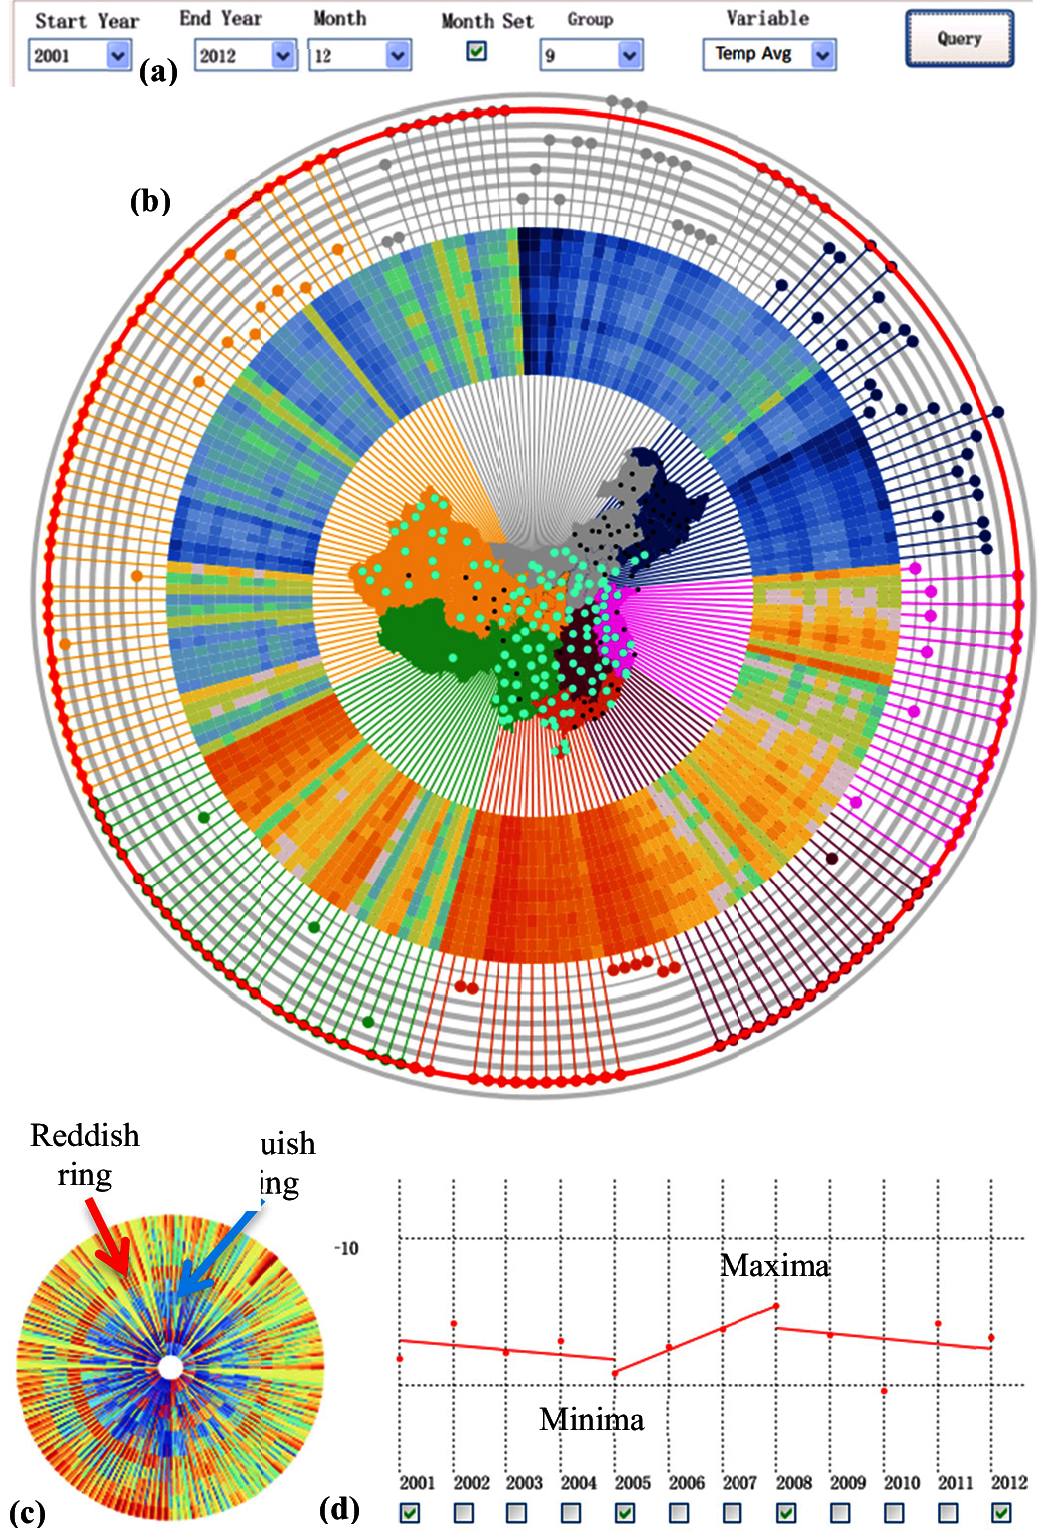 Start Year End Year Month Month Set Group Variable
2001 2012 12 9 Temp Avg Query
(a)
(b)
Reddish
ring
uish
ing
-10
Maxima
Minima
2001 2002 2003 2004 2005 2006 2007 2008 2009 2010 2011 2012
(c)
(d)